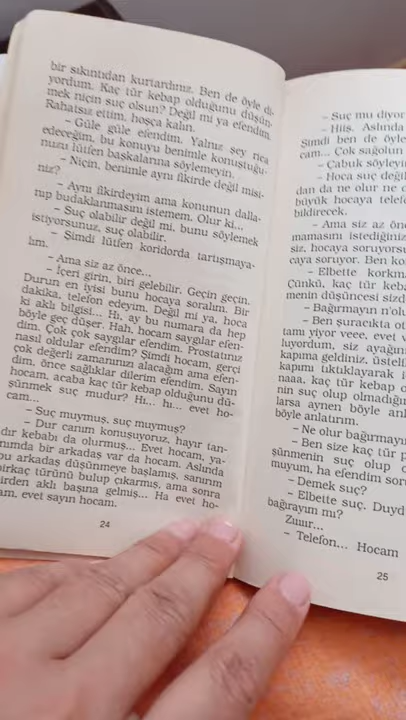 bir sıkıntıdan kurtardınız. Ben de öyle di-
yordum. Kaç tür kebap olduğunu düşün-
mek niçin suç olsun? Değil mi ya efendim
Rahatsız ettim, hoşça kalın.
– Güle güle efendim. Yalnız şey rica
edeceğim, bu konuyu benimle konuştuğu-
nuzu lütfen başkalarına söylemeyin.
– Niçin, benimle aynı fikirde değil misi-
niz?
– Aynı fikirdeyim ama konunun dalla-
nıp budaklanmasını istemem. Olur ki...
– Suç olabilir değil mi, bunu söylemek
istiyorsunuz, suç olabilir.
– Şimdi lütfen koridorda tartışmaya-
lım.
– Ama siz az önce...
– İçeri girin, biri gelebilir. Geçin geçin.
Durun en iyisi bunu hocaya soralım. Bir
dakika, telefon edeyim. Değil mi ya, hoca
ki aklı bilgisi... Hı, ay bu numara da hep
böyle geç düşer. Hah, hocam saygılar efen-
dim. Çok çok saygılar efendim. Prostatınız
nasıl oldular efendim? Şimdi hocam, gerçi
çok değerli zamanınızı alacağım ama efen-
dim, önce sağlıklar dilerim efendim. Sayın
hocam, acaba kaç tür kebap olduğunu dü-
şünmek suç mudur? Hı... hı... evet ho-
cam...
– Suç muymuş, suç muymuş?
– Dur canım konuşuyoruz, hayır tan-
dır kebabı da olurmuş... Evet hocam, ya-
rumda bir arkadaş var da hocam. Aslında
bu arkadaş düşünmeye başlamış, sanırım
birkaç türünü bulup çıkarmış, ama sonra
birden aklı başına gelmiş... Ha evet ho-
am, evet sayın hocam.
24
– Suç mu diyor
– Hiiş. Aslında
Şimdi ben de öyle
cam... Çok sağolun
– Çabuk söyleyin
– Hoca suç değil
dan da ne olur ne o
büyük hocaya telefo
bildirecek.
– Ama siz az önc
mamasını istediğiniz
siz, hocaya soruyorsu
caya soruyor. Ben ko
– Elbette korkm
Çünkü, kaç tür keba
menin düşüncesi sizd
– Bağırmayın n'olu
– Ben şuracıkta ot
tamı yiyor veee, evet v
luyordum, siz ayağın
kapıma geldiniz, üsteli
kapımı tıktıklayarak i
naaa, kaç tür kebap o
nin suç olup olmadığın
larsa aynen böyle anl
böyle anlatırım.
– Ne olur bağırmayın
– Ben size kaç tür
şünmenin suç olup o
muyum, ha efendim soru
– Demek suç?
– Elbette suç. Duyd
bağırayım mı?
Zıııır...
– Telefon... Hocam
25